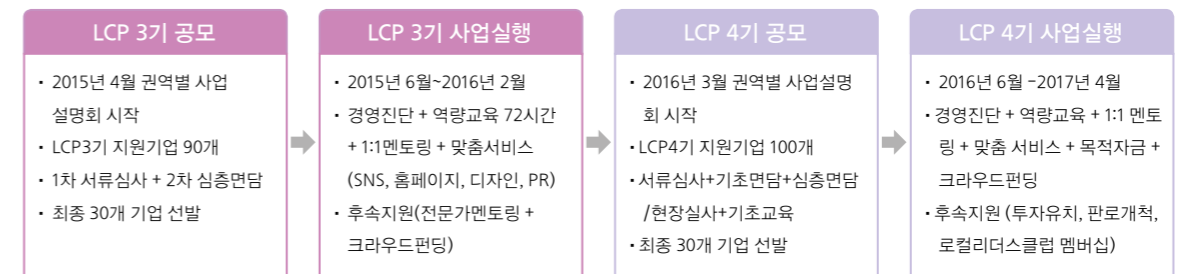 LCP 3기 공모
• 2015년 4월 권역별 사업
설명회 시작
• LCP3기 지원기업 90개
• 1차 서류심사 + 2차 심층면담
• 최종 30개 기업 선발
LCP 3기 사업실행
• 2015년 6월~2016년 2월
• 경영진단 + 역량교육 72시간
+ 1:1멘토링 + 맞춤서비스
(SNS, 홈페이지, 디자인, PR)
• 후속지원(전문가멘토링 +
크라우드펀딩)
LCP 4기 공모
• 2016년 3월 권역별 사업설명
회 시작
• LCP4기 지원기업 100개
• 서류심사+기초면담+심층면담
/현장실사+기초교육
• 최종 30개 기업 선발
LCP 4기 사업실행
• 2016년 6월 -2017년 4월
• 경영진단 + 역량교육 + 1:1 멘토
링 + 맞춤 서비스 + 목적자금 +
크라우드펀딩
• 후속지원 (투자유치, 판로개척,
로컬리더스클럽 멤버십)